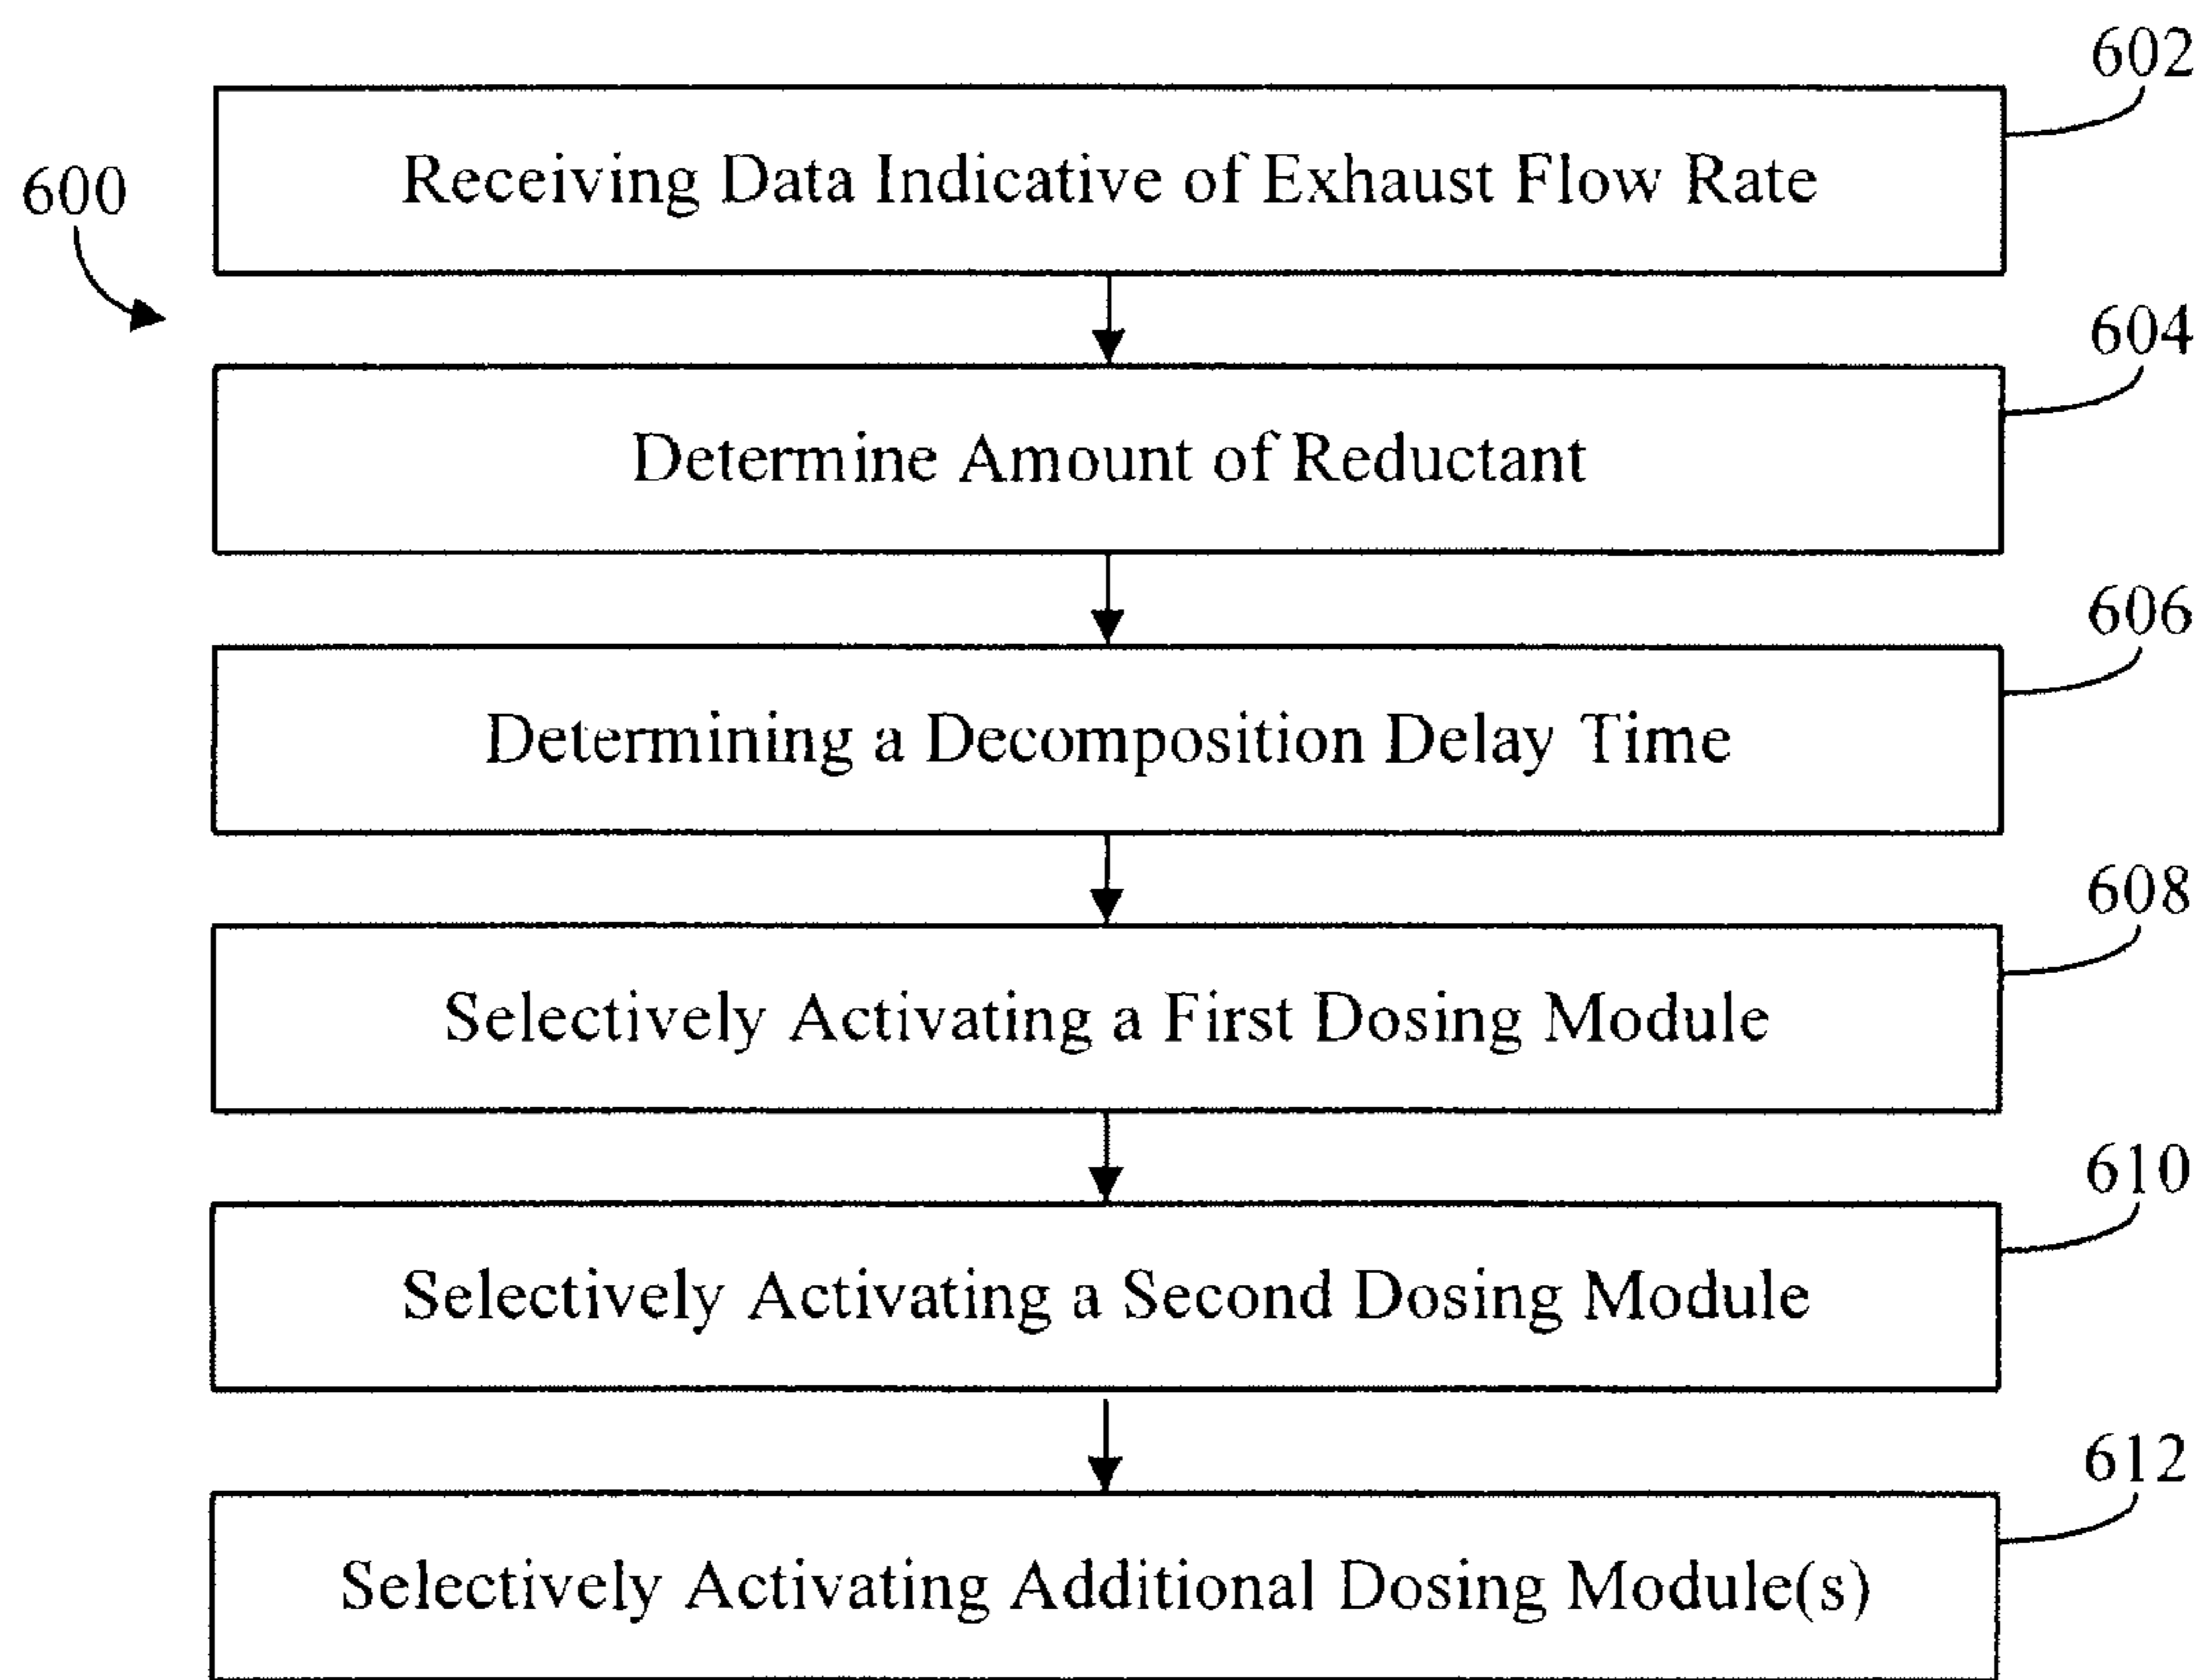 602
Receiving Data Indicative of Exhaust Flow Rate
600
604
Determine Amount of Reductant
606
Determining a Decomposition Delay Time
608
Selectively Activating a First Dosing Module
610
Selectively Activating a Second Dosing Module
612
Selectively Activating Additional Dosing Module(s)